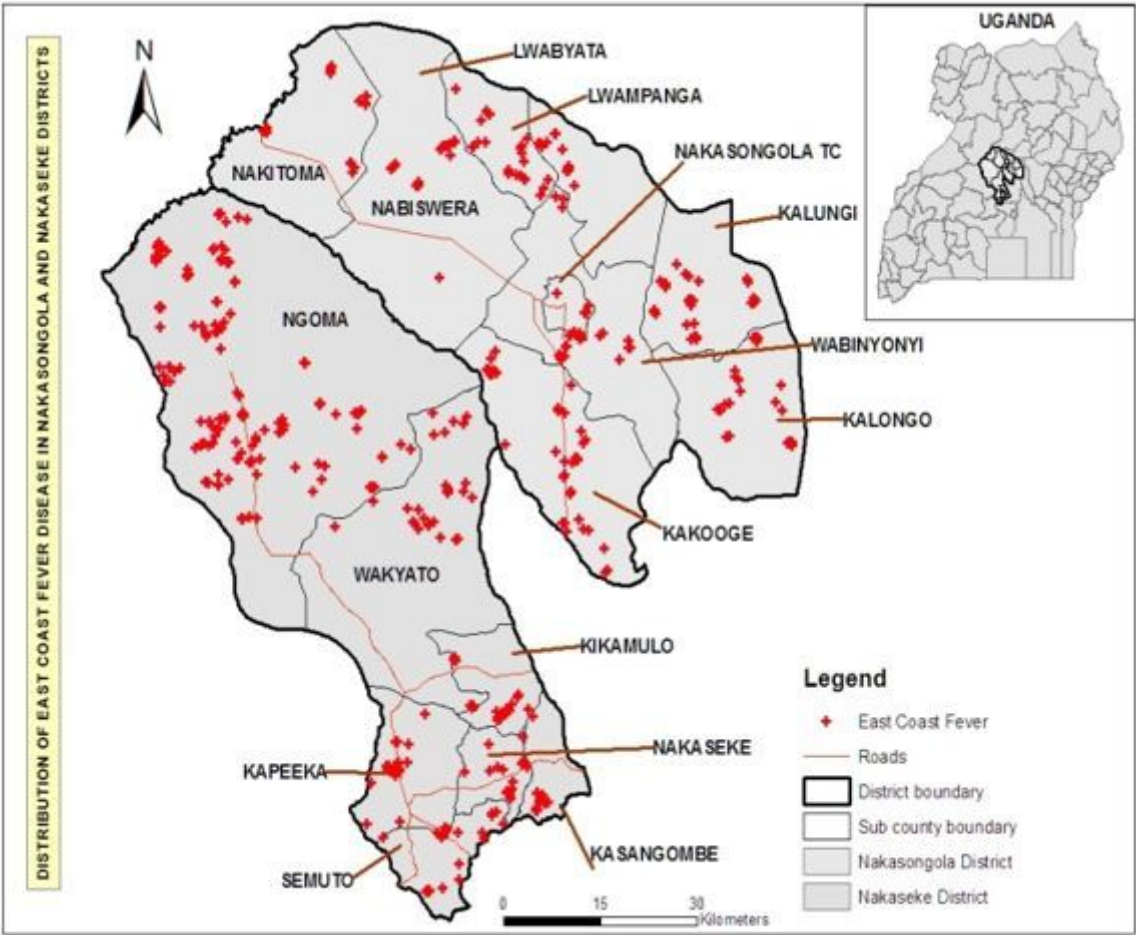 DISTRIBUTION OF EAST COAST FEVER DISEASE IN NAKASONGOLA AND NAKASEKE DISTRICTS
N
UGANDA
LWABYATA
LWAMPANGA
NAKASONGOLA TC
NAKITOMA
NABISWERA
KALUNGI
NGOMA
WABINYONYI
KALONGO
KAKOOGE
WAKYATO
KIKAMULO
NAKASEKE
KAPEEKA
KASANGOMBE
SEMUTO
Legend
East Coast Fever
Roads
District boundary
Sub county boundary
Nakasongola District
Nakaseke District
0 15 30
Kilometers